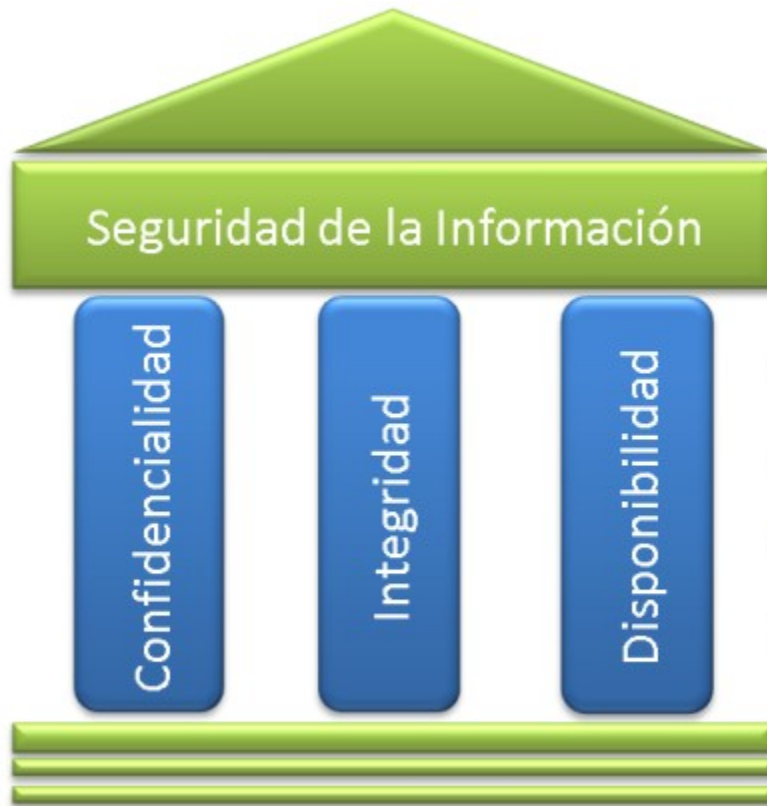 Seguridad de la Información
Confidencialidad
Integridad
Disponibilidad